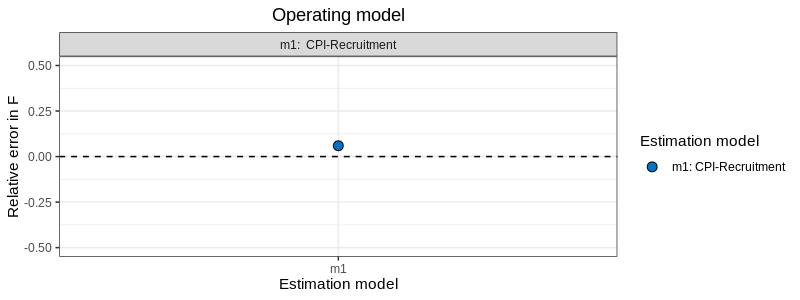 Operating model
m1: CPI-Recruitment
Relative error in F
0.50
0.25
0.00
-0.25
-0.50
m1
Estimation model
Estimation model
m1: CPI-Recruitment